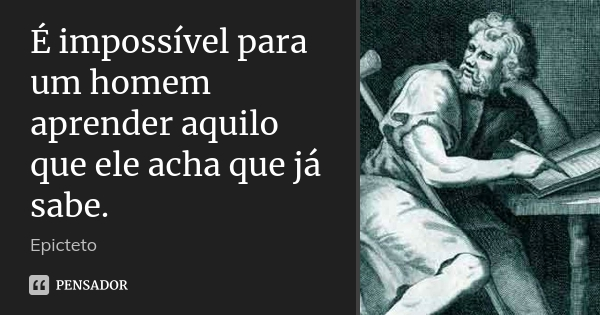 É impossível para
um homem
aprender aquilo
que ele acha que já
sabe.
Epicteto
PENSADOR